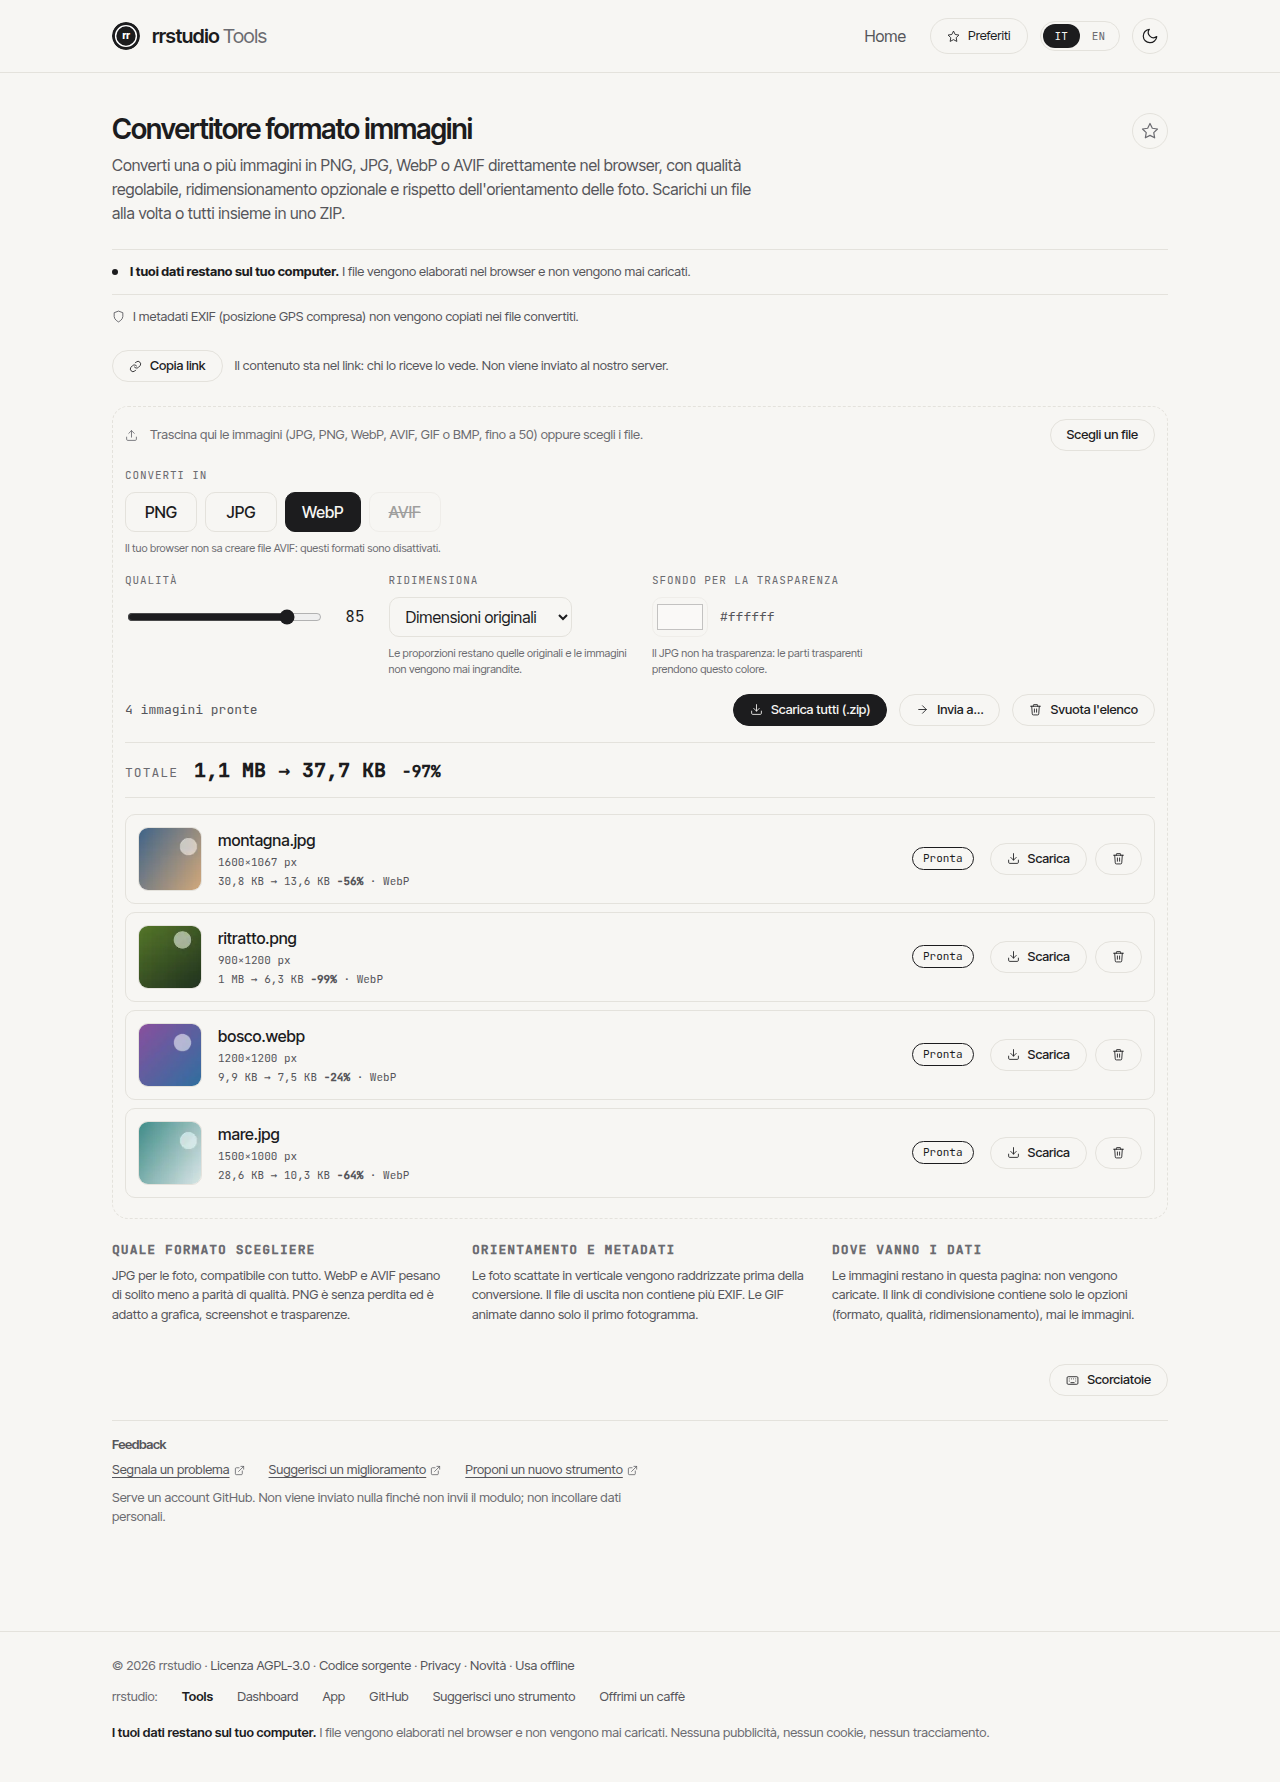 rr rrstudio Tools
Home
Preferiti
IT EN
Convertitore formato immagini
Converti una o più immagini in PNG, JPG, WebP o AVIF direttamente nel browser, con qualità
regolabile, ridimensionamento opzionale e rispetto dell'orientamento delle foto. Scarichi un file
alla volta o tutti insieme in uno ZIP.
I tuoi dati restano sul tuo computer. I file vengono elaborati nel browser e non vengono mai caricati.
I metadati EXIF (posizione GPS compresa) non vengono copiati nei file convertiti.
Copia link
Il contenuto sta nel link: chi lo riceve lo vede. Non viene inviato al nostro server.
Trascina qui le immagini (JPG, PNG, WebP, AVIF, GIF o BMP, fino a 50) oppure scegli i file.
Scegli un file
CONVERTI IN
PNG JPG WebP AVIF
Il tuo browser non sa creare file AVIF: questi formati sono disattivati.
QUALITÀ
85
RIDIMENSIONA
Dimensioni originali
Le proporzioni restano quelle originali e le immagini
non vengono mai ingrandite.
SFONDO PER LA TRASPARENZA
#ffffff
Il JPG non ha trasparenza: le parti trasparenti
prendono questo colore.
4 immagini pronte
Scarica tutti (.zip)
Invia a...
Svuota l'elenco
TOTALE 1,1 MB → 37,7 KB -97%
montagna.jpg
1600×1067 px
30,8 KB → 13,6 KB -56% · WebP
Pronta
Scarica
ritratto.png
900×1200 px
1 MB → 6,3 KB -99% · WebP
Pronta
Scarica
bosco.webp
1200×1200 px
9,9 KB → 7,5 KB -24% · WebP
Pronta
Scarica
mare.jpg
1500×1000 px
28,6 KB → 10,3 KB -64% · WebP
Pronta
Scarica
QUALE FORMATO SCEGLIERE
JPG per le foto, compatibile con tutto. WebP e AVIF pesano
di solito meno a parità di qualità. PNG è senza perdita ed è
adatto a grafica, screenshot e trasparenze.
ORIENTAMENTO E METADATI
Le foto scattate in verticale vengono raddrizzate prima della
conversione. Il file di uscita non contiene più EXIF. Le GIF
animate danno solo il primo fotogramma.
DOVE VANNO I DATI
Le immagini restano in questa pagina: non vengono
caricate. Il link di condivisione contiene solo le opzioni
(formato, qualità, ridimensionamento), mai le immagini.
Scorciatoie
Feedback
Segnala un problema
Suggerisci un miglioramento
Proponi un nuovo strumento
Serve un account GitHub. Non viene inviato nulla finché non invii il modulo; non incollare dati
personali.
© 2026 rrstudio · Licenza AGPL-3.0 · Codice sorgente · Privacy · Novità · Usa offline
rrstudio: Tools Dashboard App GitHub Suggerisci uno strumento Offrimi un caffè
I tuoi dati restano sul tuo computer. I file vengono elaborati nel browser e non vengono mai caricati. Nessuna pubblicità, nessun cookie, nessun tracciamento.